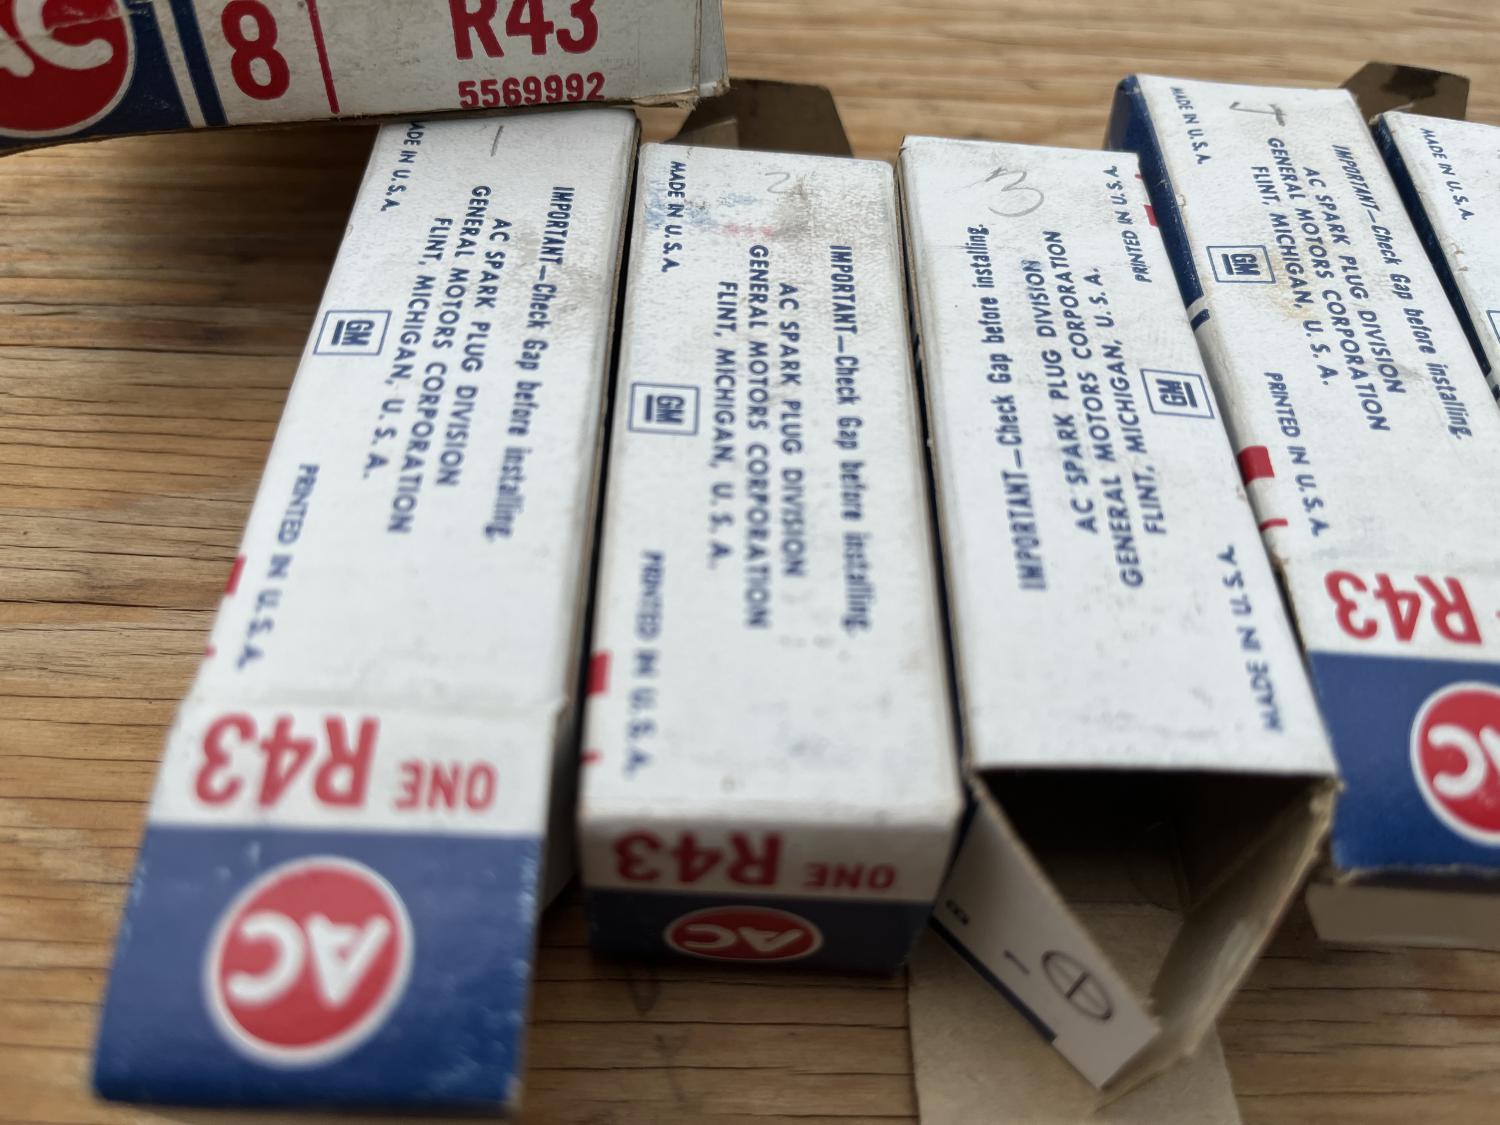 AC
8
R43
5569992
MADE IN U.S.A.
1
IMPORTANT—Check Gap before installing.
AC SPARK PLUG DIVISION
GENERAL MOTORS CORPORATION
FLINT, MICHIGAN, U. S. A.
GM
PRINTED IN U.S.A.
ONE R43
AC
MADE IN U.S.A.
2
IMPORTANT—Check Gap before installing.
AC SPARK PLUG DIVISION
GENERAL MOTORS CORPORATION
FLINT, MICHIGAN, U. S. A.
GM
PRINTED IN U.S.A.
ONE R43
AC
3
IMPORTANT—Check Gap before installing.
AC SPARK PLUG DIVISION
GENERAL MOTORS CORPORATION
FLINT, MICHIGAN, U. S. A.
GM
PRINTED IN U.S.A.
MADE IN U.S.A.
MADE IN U.S.A.
IMPORTANT—Check Gap before installing.
AC SPARK PLUG DIVISION
GENERAL MOTORS CORPORATION
FLINT, MICHIGAN, U. S. A.
GM
PRINTED IN U.S.A.
R43
AC
MADE IN U.S.A.